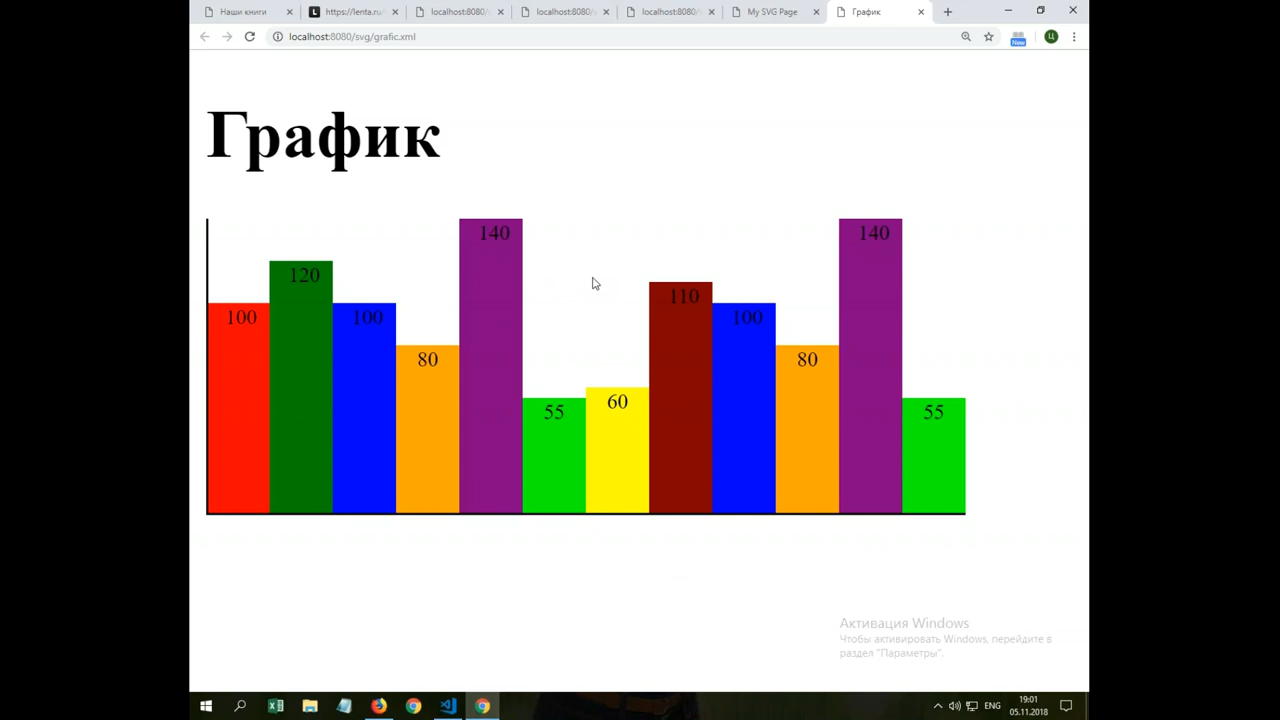 Наши книги
https://lenta.ru/
localhost:8080/
localhost:8080/s
localhost:8080/
My SVG Page
График
localhost:8080/svg/grafic.xml
New
Ц
График
140
140
120
110
100
100
100
80
80
60
55
55
Активация Windows
Чтобы активировать Windows, перейдите в
раздел "Параметры".
ENG
19:01
05.11.2018